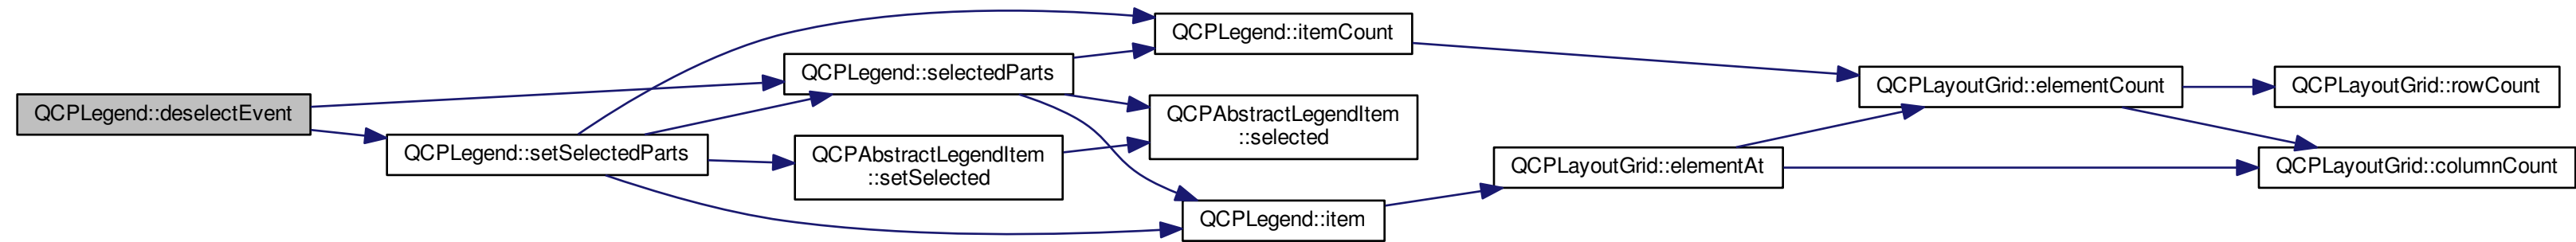 QCPLegend::deselectEvent
QCPLegend::setSelectedParts
QCPLegend::selectedParts
QCPAbstractLegendItem
::setSelected
QCPLegend::itemCount
QCPAbstractLegendItem
::selected
QCPLegend::item
QCPLayoutGrid::elementAt
QCPLayoutGrid::elementCount
QCPLayoutGrid::rowCount
QCPLayoutGrid::columnCount